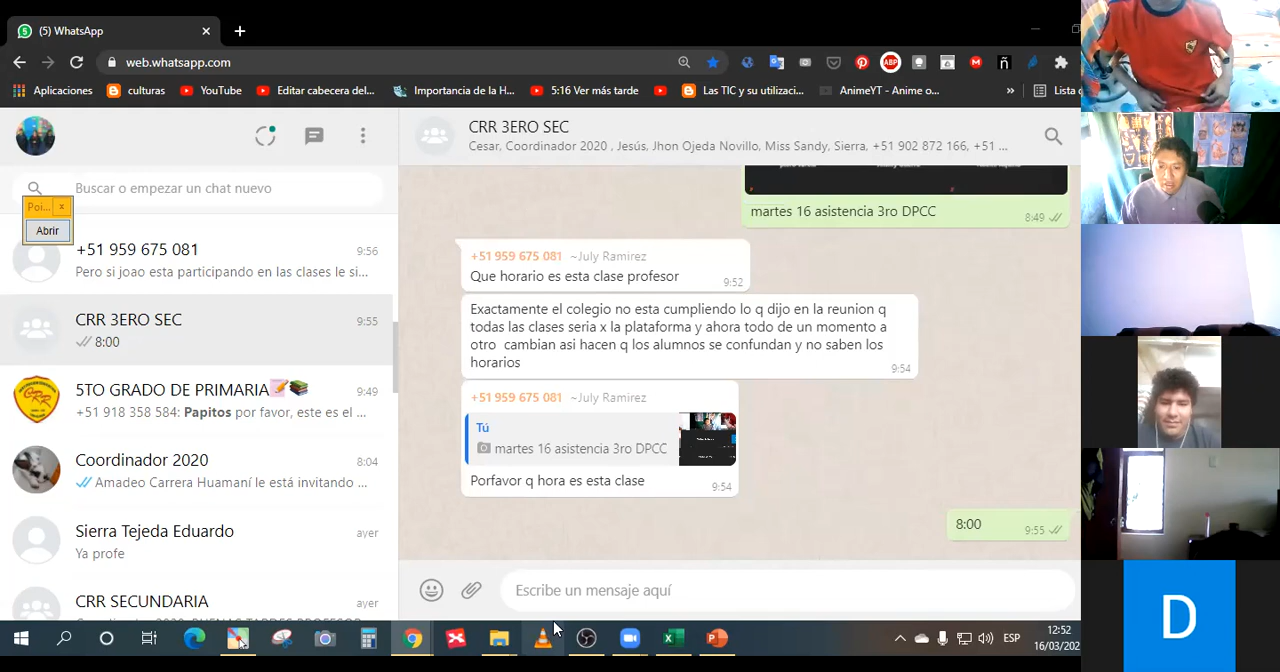 (5) WhatsApp
web.whatsapp.com
Aplicaciones culturas YouTube Editar cabecera del... Importancia de la H... 5:16 Ver más tarde Las TIC y su utilizaci... AnimeYT - Anime o... » Lista
CRR 3ERO SEC
Cesar, Coordinador 2020 , Jesús, Jhon Ojeda Novillo, Miss Sandy, Sierra, +51 902 872 166, +51 ...
Buscar o empezar un chat nuevo
Poi... x
Abrir
+51 959 675 081 9:56
Pero si joao esta participando en las clases le si...
CRR 3ERO SEC 9:55
8:00
5TO GRADO DE PRIMARIA 9:49
+51 918 358 584: Papitos por favor, este es el ...
Coordinador 2020 8:04
Amadeo Carrera Huamaní le está invitando ...
Sierra Tejeda Eduardo ayer
Ya profe
CRR SECUNDARIA ayer
martes 16 asistencia 3ro DPCC 8:49
+51 959 675 081 ~July Ramirez
Que horario es esta clase profesor 9:52
Exactamente el colegio no esta cumpliendo lo q dijo en la reunion q
todas las clases seria x la plataforma y ahora todo de un momento a
otro cambian asi hacen q los alumnos se confundan y no saben los
horarios 9:54
+51 959 675 081 ~July Ramirez
Tú
martes 16 asistencia 3ro DPCC
Porfavor q hora es esta clase 9:54
8:00 9:55
Escribe un mensaje aquí
ESP
12:52
16/03/202
D